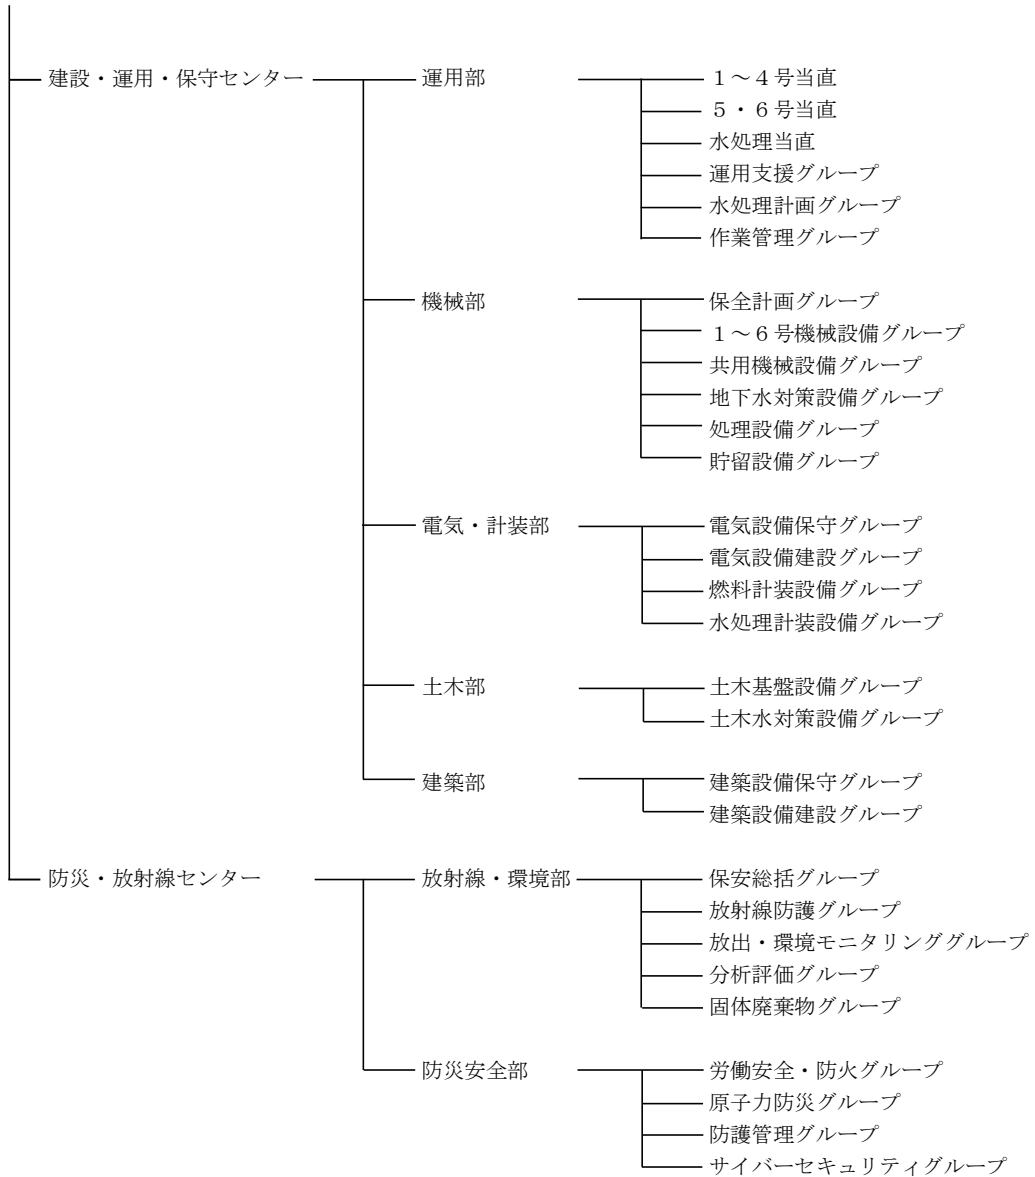 建設・運用・保守センター 運用部 １～４号当直
５・６号当直
水処理当直
運用支援グループ
水処理計画グループ
作業管理グループ
機械部 保全計画グループ
１～６号機械設備グループ
共用機械設備グループ
地下水対策設備グループ
処理設備グループ
貯留設備グループ
電気・計装部 電気設備保守グループ
電気設備建設グループ
燃料計装設備グループ
水処理計装設備グループ
土木部 土木基盤設備グループ
土木水対策設備グループ
建築部 建築設備保守グループ
建築設備建設グループ
防災・放射線センター 放射線・環境部 保安総括グループ
放射線防護グループ
放出・環境モニタリンググループ
分析評価グループ
固体廃棄物グループ
防災安全部 労働安全・防火グループ
原子力防災グループ
防護管理グループ
サイバーセキュリティグループ